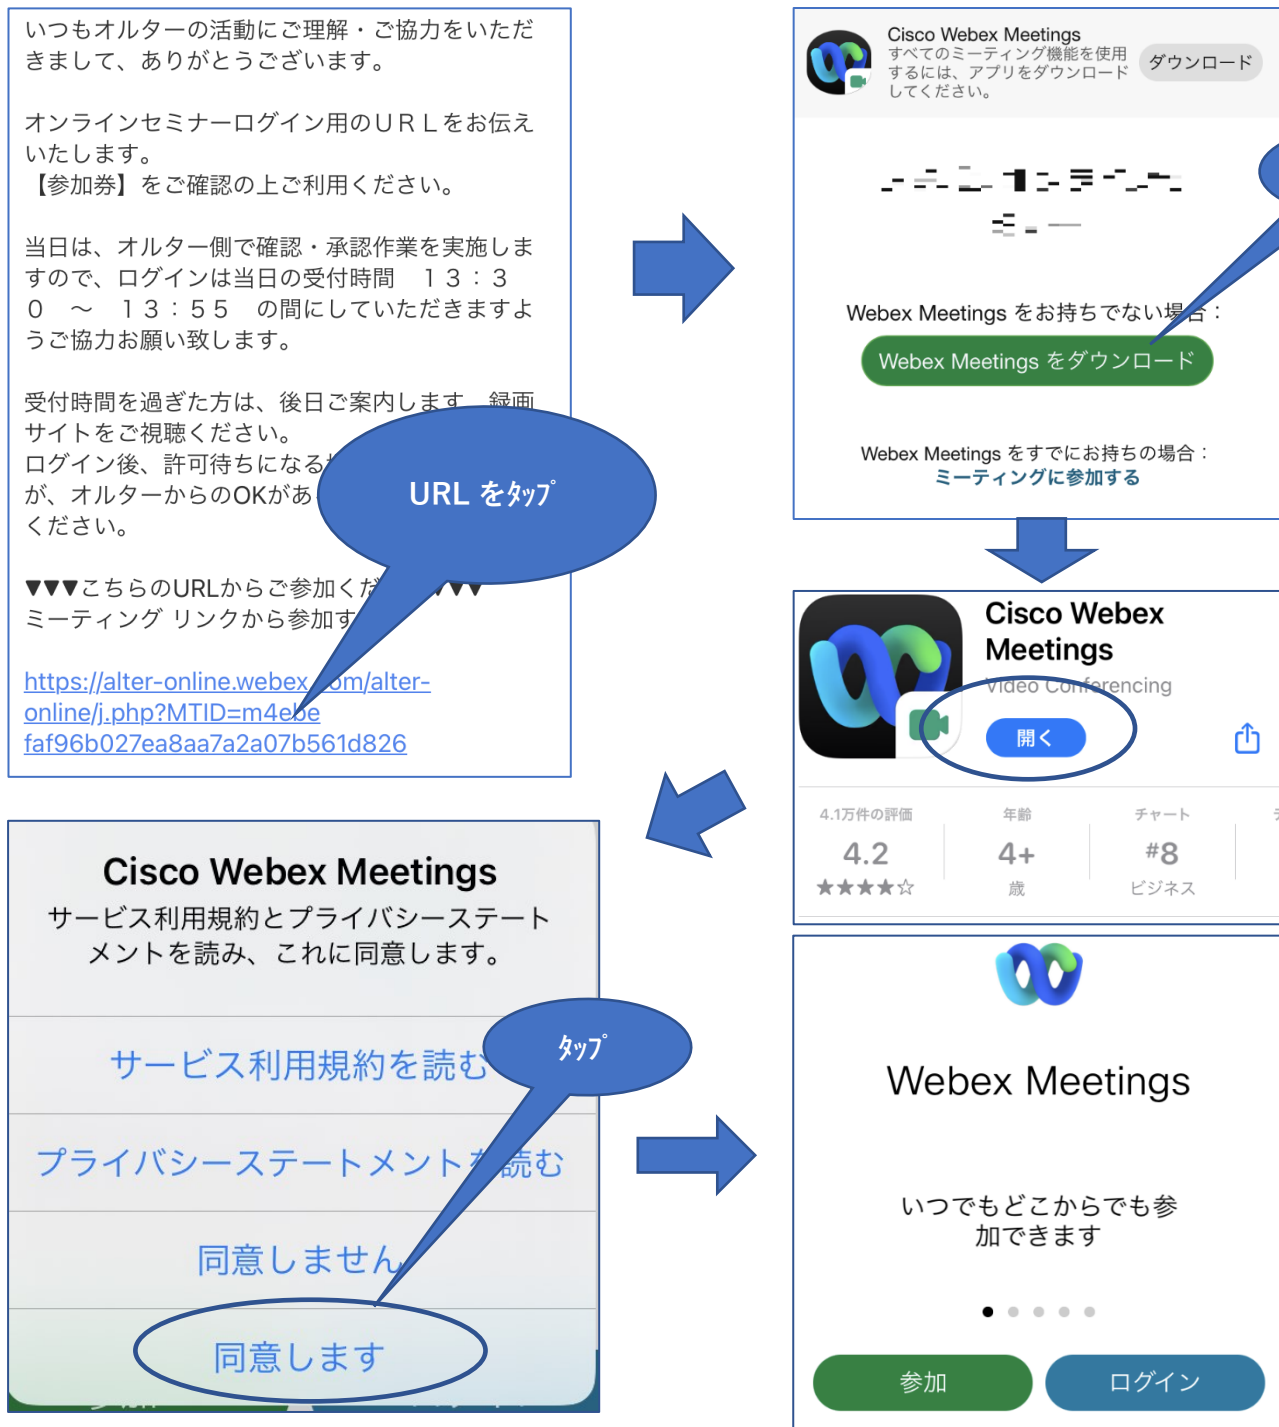 いつもオルターの活動にご理解・ご協力をいただ
きまして、ありがとうございます。
オンラインセミナーログイン用のＵＲＬをお伝え
いたします。
【参加券】をご確認の上ご利用ください。
当日は、オルター側で確認・承認作業を実施しま
すので、ログインは当日の受付時間　１３：３
０　～　１３：５５　の間にしていただきますよ
うご協力お願い致します。
受付時間を過ぎた方は、後日ご案内します　録画
サイトをご視聴ください。
ログイン後、許可待ちになる
が、オルターからのOKがあ
ください。
▼▼▼こちらのURLからご参加くだ ▼▼
ミーティング リンクから参加す
https://alter-online.webex.com/alter-
online/j.php?MTID=m4ebe
faf96b027ea8aa7a2a07b561d826
URL をﾀｯﾌﾟ
Cisco Webex Meetings
すべてのミーティング機能を使用
するには、アプリをダウンロード
してください。
ダウンロード
Webex Meetings をお持ちでない場合：
Webex Meetings をダウンロード
Webex Meetings をすでにお持ちの場合：
ミーティングに参加する
Cisco Webex
Meetings
Video Conferencing
開く
4.1万件の評価
4.2
★★★★☆
年齢
4+
歳
チャート
#8
ビジネス
Cisco Webex Meetings
サービス利用規約とプライバシーステート
メントを読み、これに同意します。
サービス利用規約を読む
プライバシーステートメントを読む
同意しません
同意します
ﾀｯﾌﾟ
Webex Meetings
いつでもどこからでも参
加できます
参加
ログイン